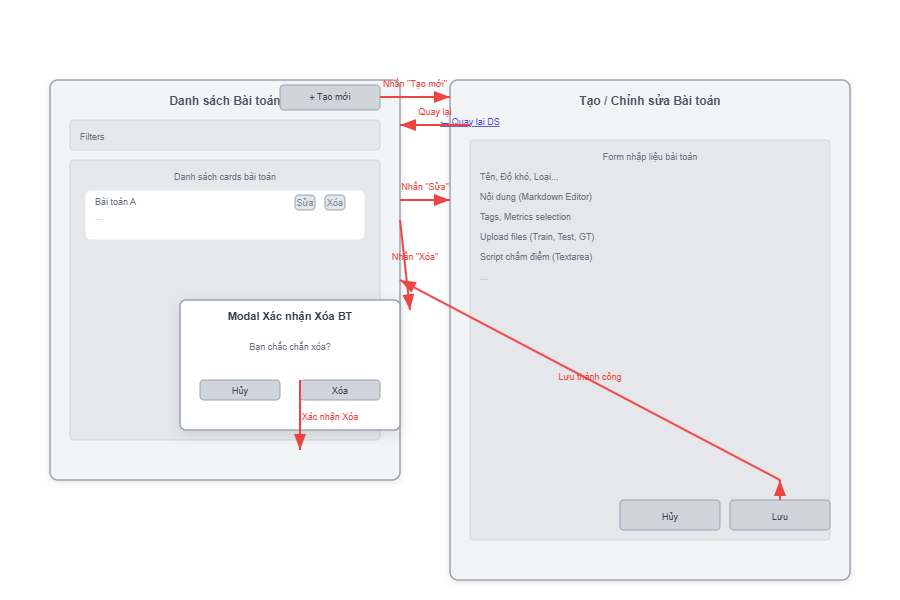 Nhấn "Tạo mới"
Danh sách Bài toán
+ Tạo mới
Tạo / Chỉnh sửa Bài toán
Quay lại
← Quay lại DS
Filters
Form nhập liệu bài toán
Danh sách cards bài toán
Tên, Độ khó, Loại...
Nhấn "Sửa"
Bài toán A
Sửa
Xóa
Nội dung (Markdown Editor)
...
Tags, Metrics selection
Upload files (Train, Test, GT)
Nhấn "Xóa"
Script chấm điểm (Textarea)
...
Modal Xác nhận Xóa BT
Bạn chắc chắn xóa?
Lưu thành công
Hủy
Xóa
Xác nhận Xóa
Hủy
Lưu